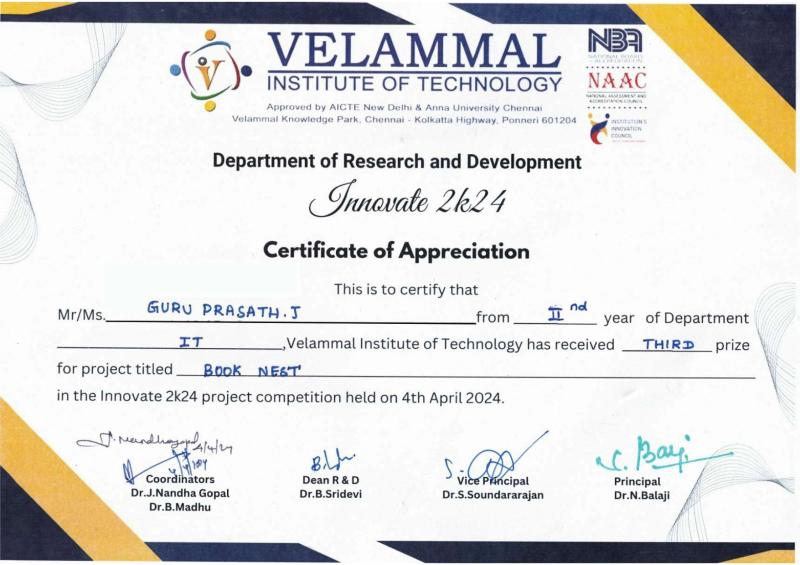 VELAMMAL
INSTITUTE OF TECHNOLOGY
Approved by AICTE New Delhi & Anna University Chennai
Velammal Knowledge Park, Chennai - Kolkatta Highway, Ponneri 601204
NBA
NATIONAL BOARD
OF ACCREDITATION
NAAC
NATIONAL ASSESSMENT AND
ACCREDITATION COUNCIL
INSTITUTION'S
INNOVATION
COUNCIL
Department of Research and Development
Innovate 2k24
Certificate of Appreciation
This is to certify that
Mr/Ms. GURU PRASATH.J from II nd year of Department
IT ,Velammal Institute of Technology has received THIRD prize
for project titled BOOK NEST
in the Innovate 2k24 project competition held on 4th April 2024.
J. Nandhagopal 4/4/24
C. Balaji
Coordinators
Dr.J.Nandha Gopal
Dr.B.Madhu
Dean R & D
Dr.B.Sridevi
Vice Principal
Dr.S.Soundararajan
Principal
Dr.N.Balaji